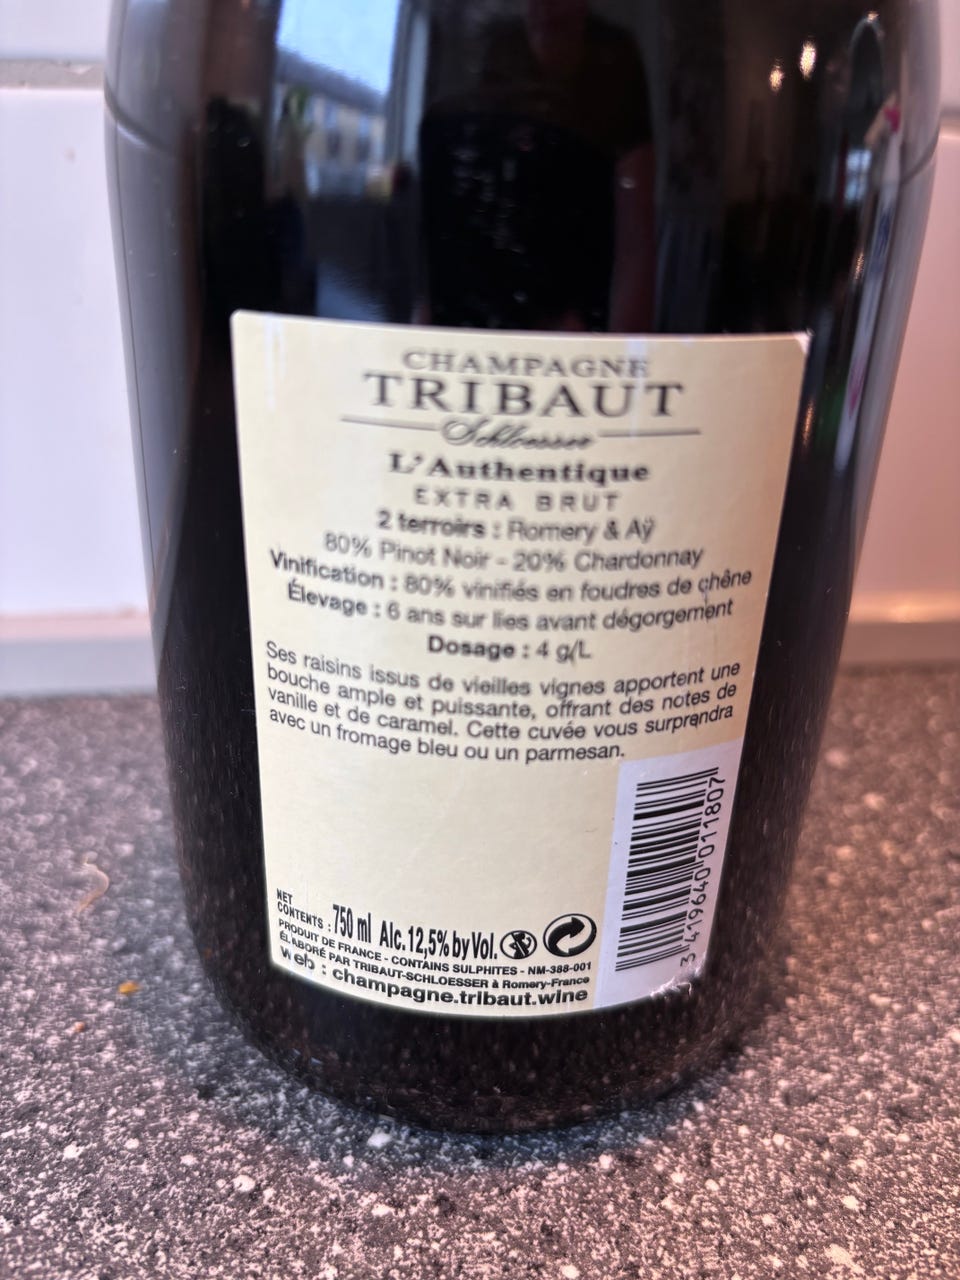 CHAMPAGNE
TRIBAUT
Schloesser
L'Authentique
EXTRA BRUT
2 terroirs : Romery & Aÿ
80% Pinot Noir - 20% Chardonnay
Vinification : 80% vinifiés en foudres de chêne
Élevage : 6 ans sur lies avant dégorgement
Dosage : 4 g/L
Ses raisins issus de vieilles vignes apportent une
bouche ample et puissante, offrant des notes de
vanille et de caramel. Cette cuvée vous surprendra
avec un fromage bleu ou un parmesan.
NET
CONTENTS : 750 ml Alc.12,5% by Vol.
PRODUIT DE FRANCE - CONTAINS SULPHITES - NM-388-001
ÉLABORÉ PAR TRIBAUT-SCHLOESSER à Romery-France
web : champagne.tribaut.wine
3 419640 011807